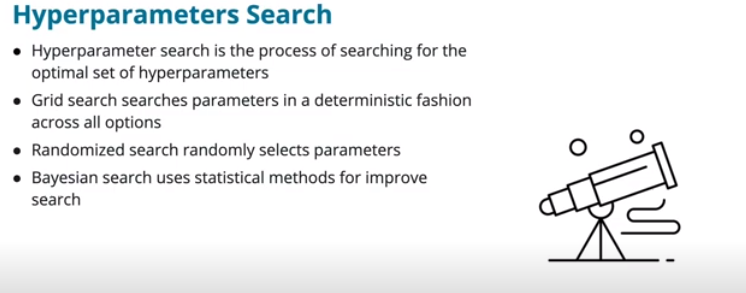 Hyperparameters Search
● Hyperparameter search is the process of searching for the
optimal set of hyperparameters
● Grid search searches parameters in a deterministic fashion
across all options
● Randomized search randomly selects parameters
● Bayesian search uses statistical methods for improve
search